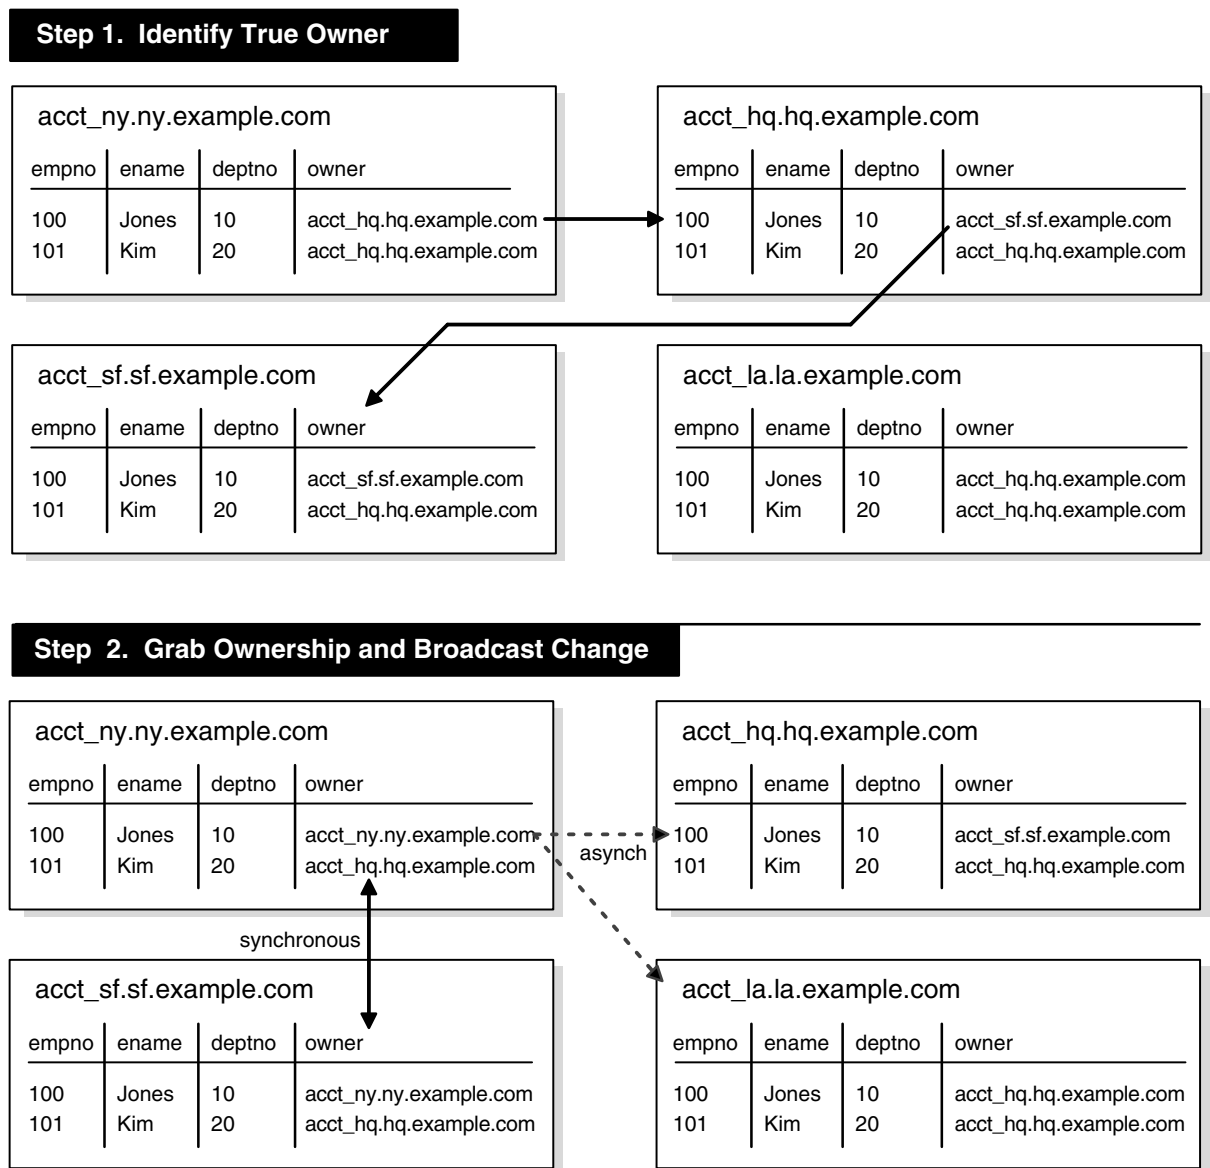 Step 1. Identify True Owner
acct_ny.ny.example.com
empno ename deptno owner
100 Jones 10 acct_hq.hq.example.com
101 Kim 20 acct_hq.hq.example.com
acct_hq.hq.example.com
empno ename deptno owner
100 Jones 10 acct_sf.sf.example.com
101 Kim 20 acct_hq.hq.example.com
acct_sf.sf.example.com
empno ename deptno owner
100 Jones 10 acct_sf.sf.example.com
101 Kim 20 acct_hq.hq.example.com
acct_la.la.example.com
empno ename deptno owner
100 Jones 10 acct_hq.hq.example.com
101 Kim 20 acct_hq.hq.example.com
Step 2. Grab Ownership and Broadcast Change
acct_ny.ny.example.com
empno ename deptno owner
100 Jones 10 acct_ny.ny.example.com
101 Kim 20 acct_hq.hq.example.com
asynch
acct_hq.hq.example.com
empno ename deptno owner
100 Jones 10 acct_sf.sf.example.com
101 Kim 20 acct_hq.hq.example.com
synchronous
acct_sf.sf.example.com
empno ename deptno owner
100 Jones 10 acct_ny.ny.example.com
101 Kim 20 acct_hq.hq.example.com
acct_la.la.example.com
empno ename deptno owner
100 Jones 10 acct_hq.hq.example.com
101 Kim 20 acct_hq.hq.example.com